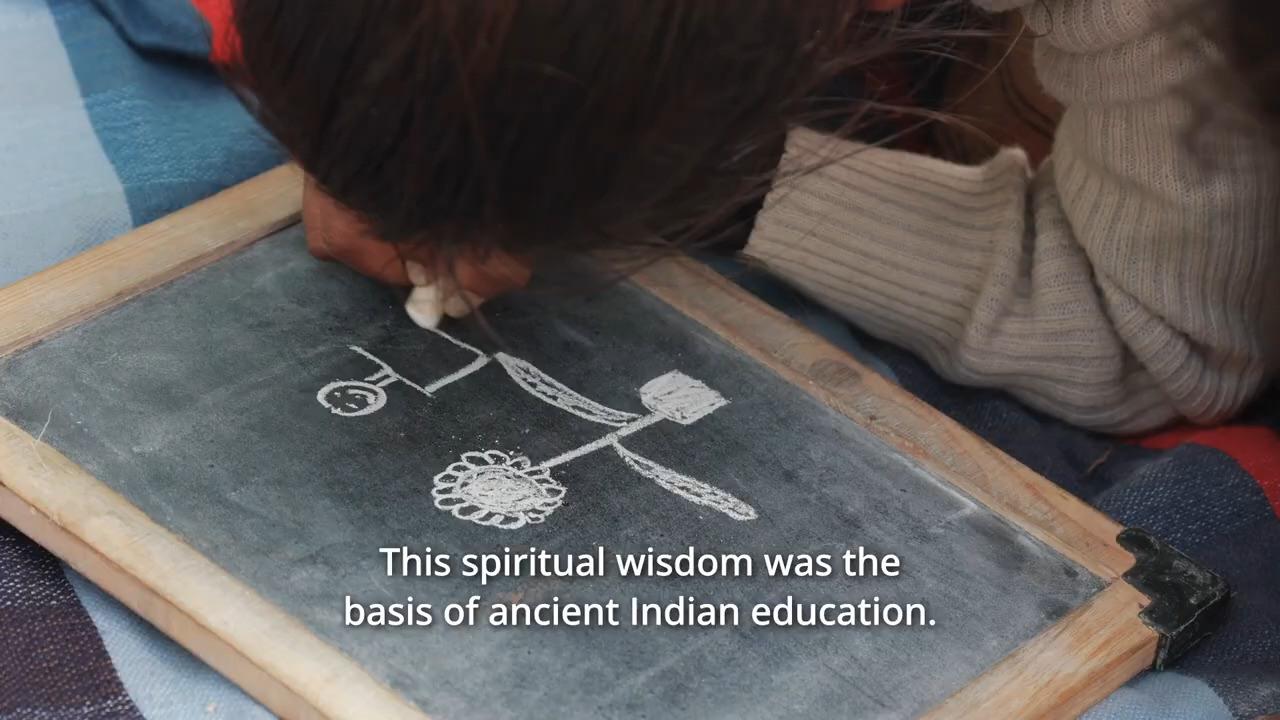 This spiritual wisdom was the
basis of ancient Indian education.